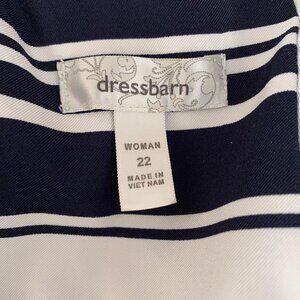 dressbarn
WOMAN
22
MADE IN
VIET NAM